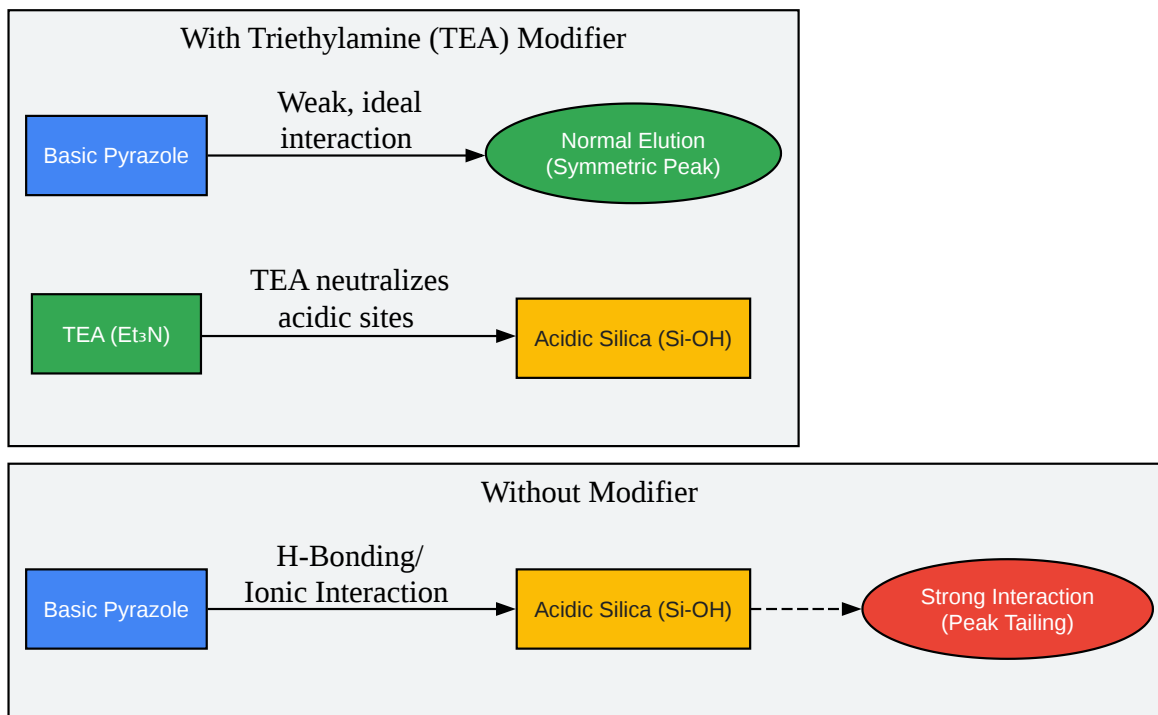 With Triethylamine (TEA) Modifier
Weak, ideal
interaction
Basic Pyrazole
Normal Elution
(Symmetric Peak)
TEA neutralizes
acidic sites
TEA (Et₃N)
Acidic Silica (Si-OH)
Without Modifier
H-Bonding/
Ionic Interaction
Basic Pyrazole
Acidic Silica (Si-OH)
Strong Interaction
(Peak Tailing)